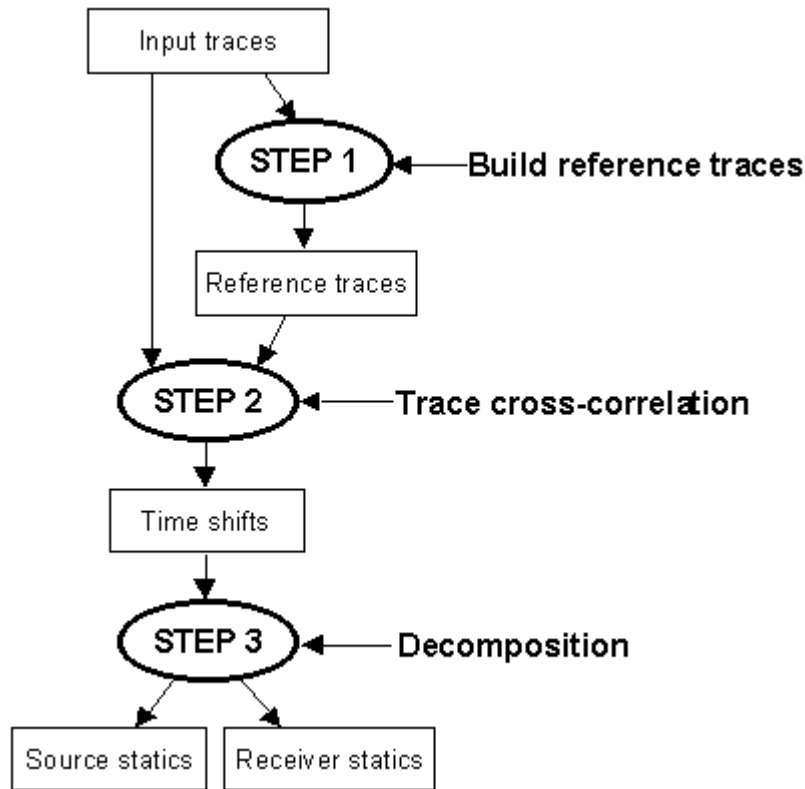 Input traces
STEP 1
Build reference traces
Reference traces
STEP 2
Trace cross-correlation
Time shifts
STEP 3
Decomposition
Source statics
Receiver statics